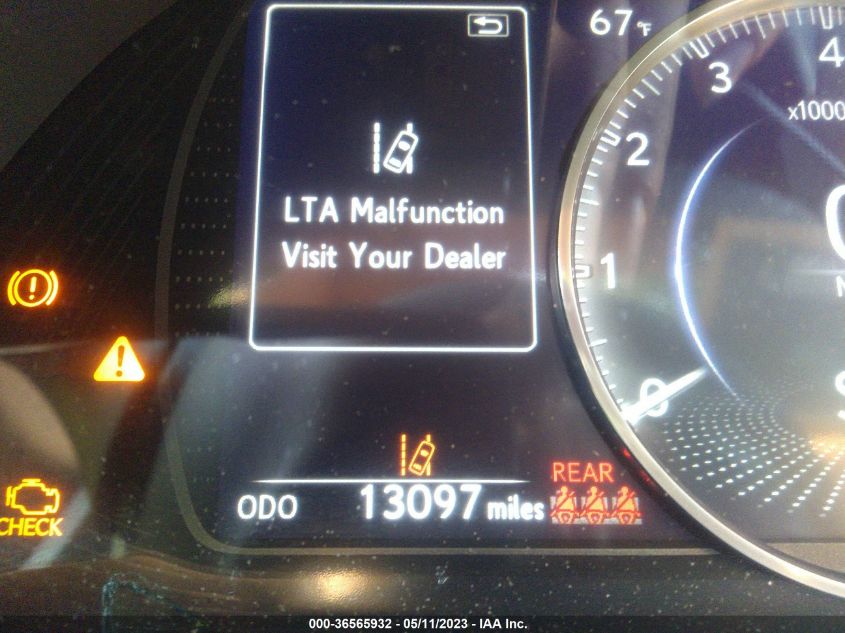 67°F
LTA Malfunction
Visit Your Dealer
4
3
x1000
2
1
0
CHECK
ODO 13097 miles
REAR
000-36565932 - 05/11/2023 - IAA Inc.